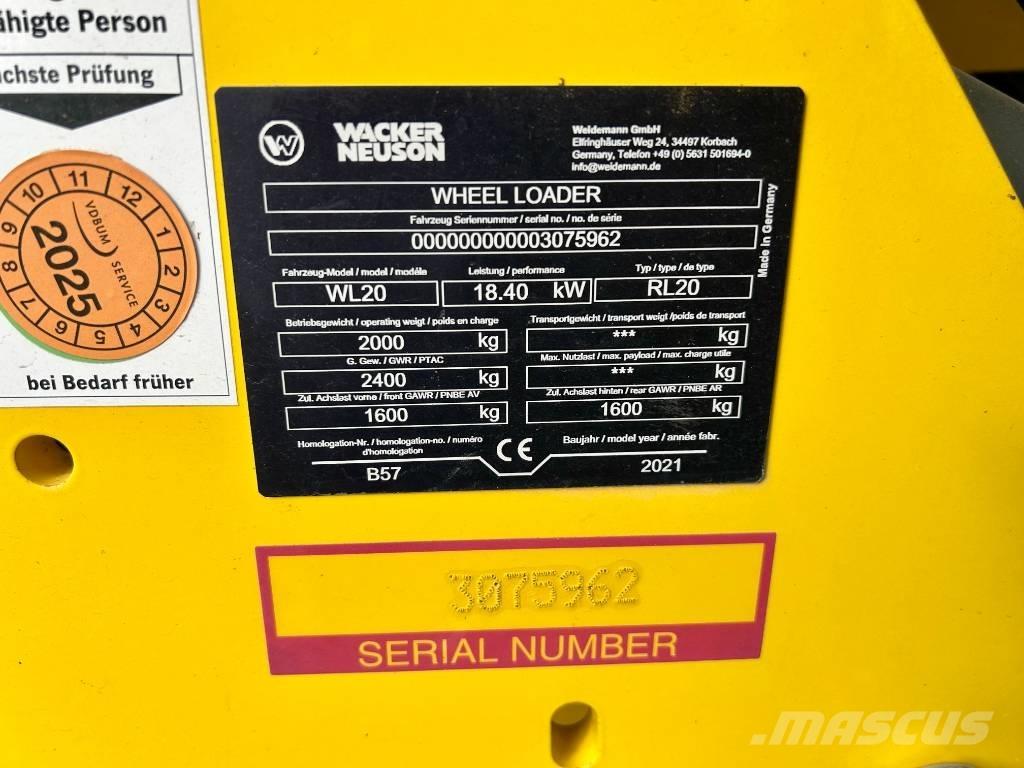 ähigte Person
ächste Prüfung
10 11 12 1 2 3 4 5 6 7 8 9
VDBUM SERVICE
2025
bei Bedarf früher
W
WACKER
NEUSON
Weidemann GmbH
Elfringhäuser Weg 24, 34497 Korbach
Germany, Telefon +49 (0) 5631 501694-0
info@weidemann.de
Made in Germany
WHEEL LOADER
Fahrzeug Seriennummer / serial no. / no. de série
000000000003075962
Fahrzeug-Model / model / modéle Leistung / performance Typ / type / de type
WL20 18.40 kW RL20
Betriebsgewicht / operating weigt / poids en charge Transportgewicht / transport weigt /poids de transport
2000 kg *** kg
G. Gew. / GWR / PTAC Max. Nutzlast / max. payload / max. charge utile
2400 kg *** kg
Zul. Achslast vorne / front GAWR / PNBE AV Zul. Achslast hinten / rear GAWR / PNBE AR
1600 kg 1600 kg
Homologation-Nr. / homologation-no. / numéro
d'homologation
CE
Baujahr / model year / année fabr.
B57 2021
3075962
SERIAL NUMBER
MASCUS